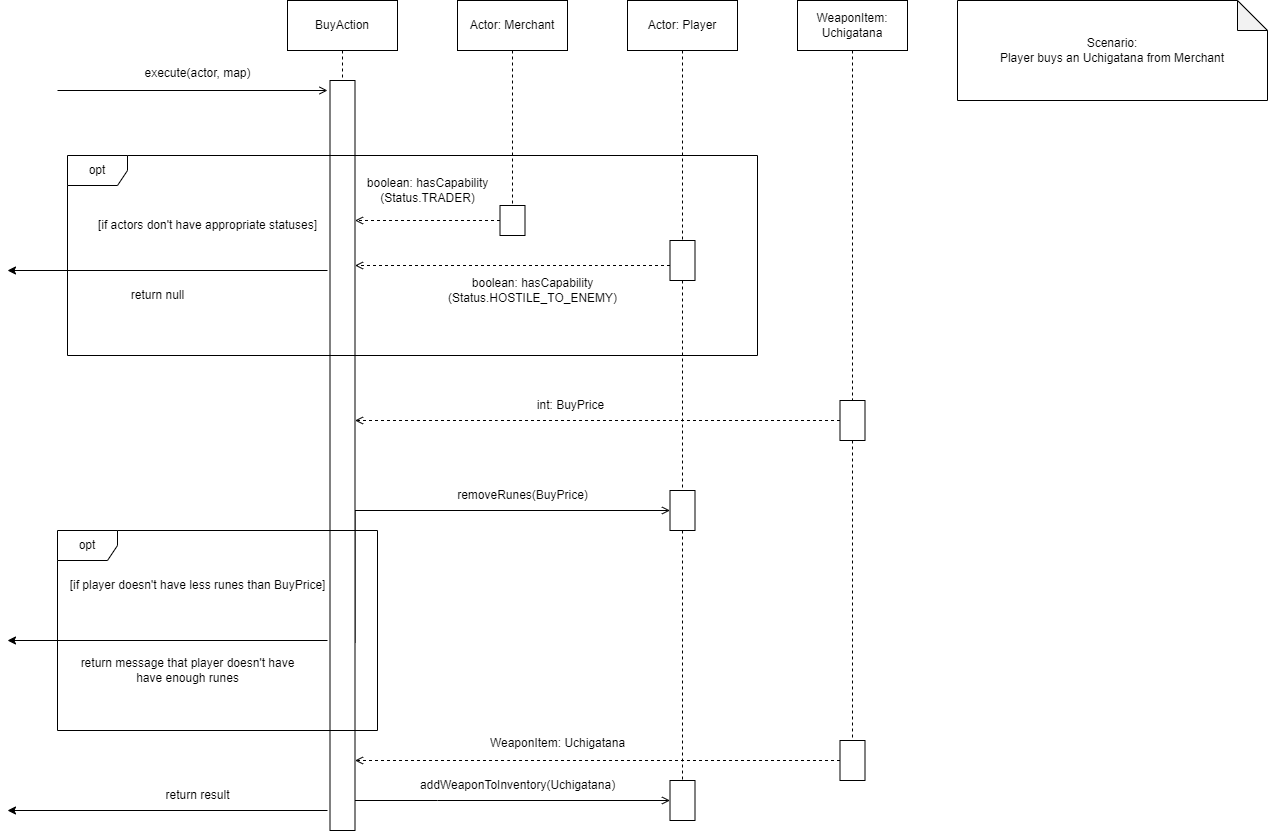 BuyAction
Actor: Merchant
Actor: Player
WeaponItem:
Uchigatana
Scenario:
Player buys an Uchigatana from Merchant
execute(actor, map)
opt
boolean: hasCapability
(Status.TRADER)
[if actors don't have appropriate statuses]
boolean: hasCapability
(Status.HOSTILE_TO_ENEMY)
return null
int: BuyPrice
removeRunes(BuyPrice)
opt
[if player doesn't have less runes than BuyPrice]
return message that player doesn't have
have enough runes
WeaponItem: Uchigatana
addWeaponToInventory(Uchigatana)
return result